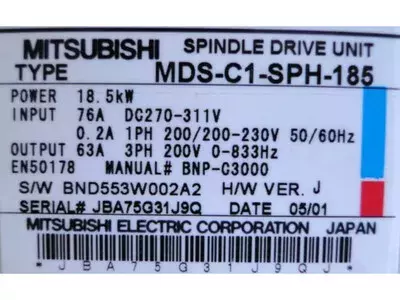 MITSUBISHI SPINDLE DRIVE UNIT
TYPE MDS-C1-SPH-185
POWER 18.5kW
INPUT 76A DC270-311V
0.2A 1PH 200/200-230V 50/60Hz
OUTPUT 63A 3PH 200V 0-833Hz
EN50178 MANUAL# BNP-C3000
S/W BND553W002A2 H/W VER. J
SERIAL# JBA75G31J9Q DATE 05/01
MITSUBISHI ELECTRIC CORPORATION JAPAN
*JBA75G31J9QJ*